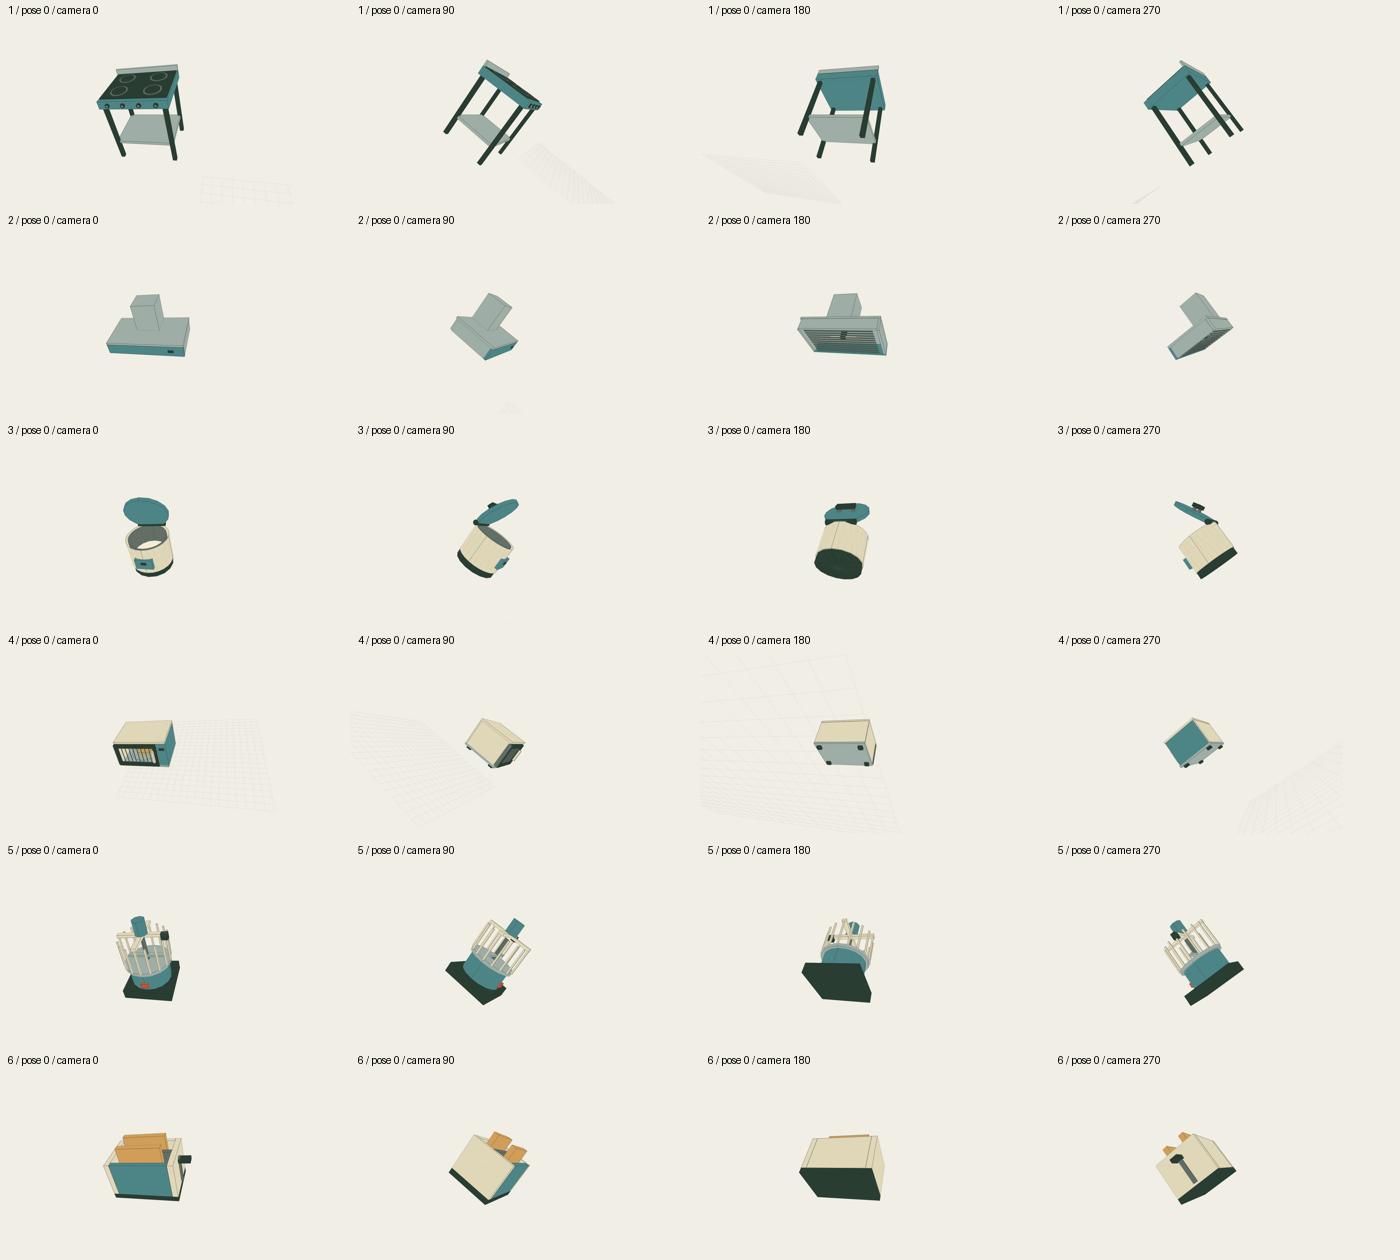 1 / pose 0 / camera 0
1 / pose 0 / camera 90
1 / pose 0 / camera 180
1 / pose 0 / camera 270
2 / pose 0 / camera 0
2 / pose 0 / camera 90
2 / pose 0 / camera 180
2 / pose 0 / camera 270
3 / pose 0 / camera 0
3 / pose 0 / camera 90
3 / pose 0 / camera 180
3 / pose 0 / camera 270
4 / pose 0 / camera 0
4 / pose 0 / camera 90
4 / pose 0 / camera 180
4 / pose 0 / camera 270
5 / pose 0 / camera 0
5 / pose 0 / camera 90
5 / pose 0 / camera 180
5 / pose 0 / camera 270
6 / pose 0 / camera 0
6 / pose 0 / camera 90
6 / pose 0 / camera 180
6 / pose 0 / camera 270